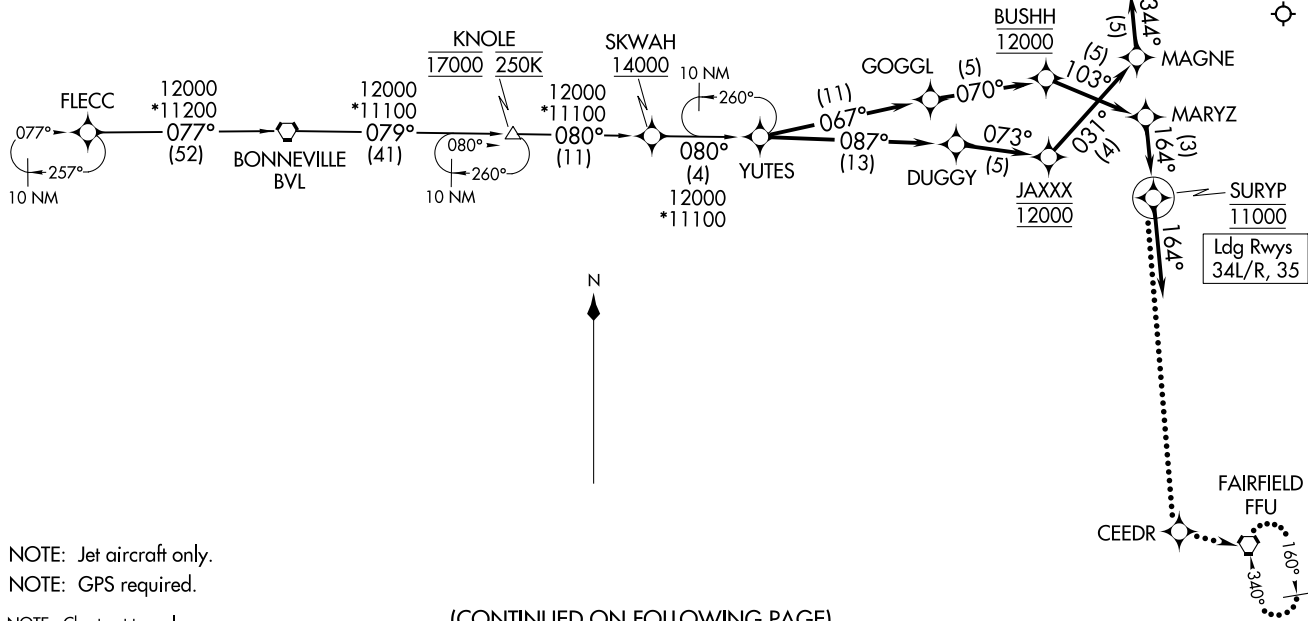 FLECC
077°
257°
10 NM
12000
*11200
077°
(52)
BONNEVILLE
BVL
12000
*11100
079°
(41)
KNOLE
17000 250K
080°
260°
10 NM
12000
*11100
080°
(11)
SKWAH
14000
10 NM
260°
080°
(4)
12000
*11100
YUTES
(11)
067°
GOGGL
(5)
070°
BUSHH
12000
087°
(13)
DUGGY
073°
(5)
JAXXX
12000
031°
(4)
(5)
103°
344°
(5)
MAGNE
MARYZ
164°
(3)
SURYP
11000
Ldg Rwys
34L/R, 35
164°
N
CEEDR
FAIRFIELD
FFU
160°
340°
NOTE: Jet aircraft only.
NOTE: GPS required.
(CONTINUED ON FOLLOWING PAGE)